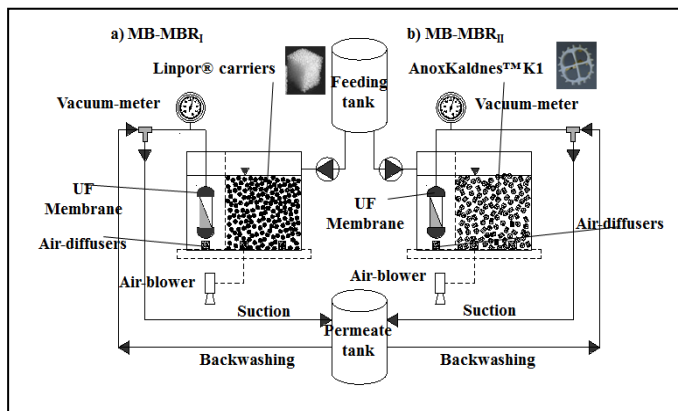 a) MB-MBRI
b) MB-MBRII
Linpor® carriers
AnoxKaldnes™K1
Feeding
tank
Vacuum-meter
Vacuum-meter
UF
Membrane
UF
Membrane
Air-diffusers
Air-diffusers
Air-blower
Air-blower
Suction
Suction
Permeate
tank
Backwashing
Backwashing